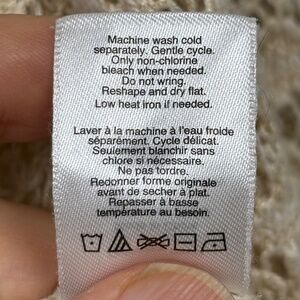 Machine wash cold
separately. Gentle cycle.
Only non-chlorine
bleach when needed.
Do not wring.
Reshape and dry flat.
Low heat iron if needed.
Laver à la machine à l'eau froide
séparément. Cycle délicat.
Seulement blanchir sans
chlore si nécessaire.
Ne pas tordre.
Redonner forme originale
avant de secher à plat.
Repasser à basse
température au besoin.